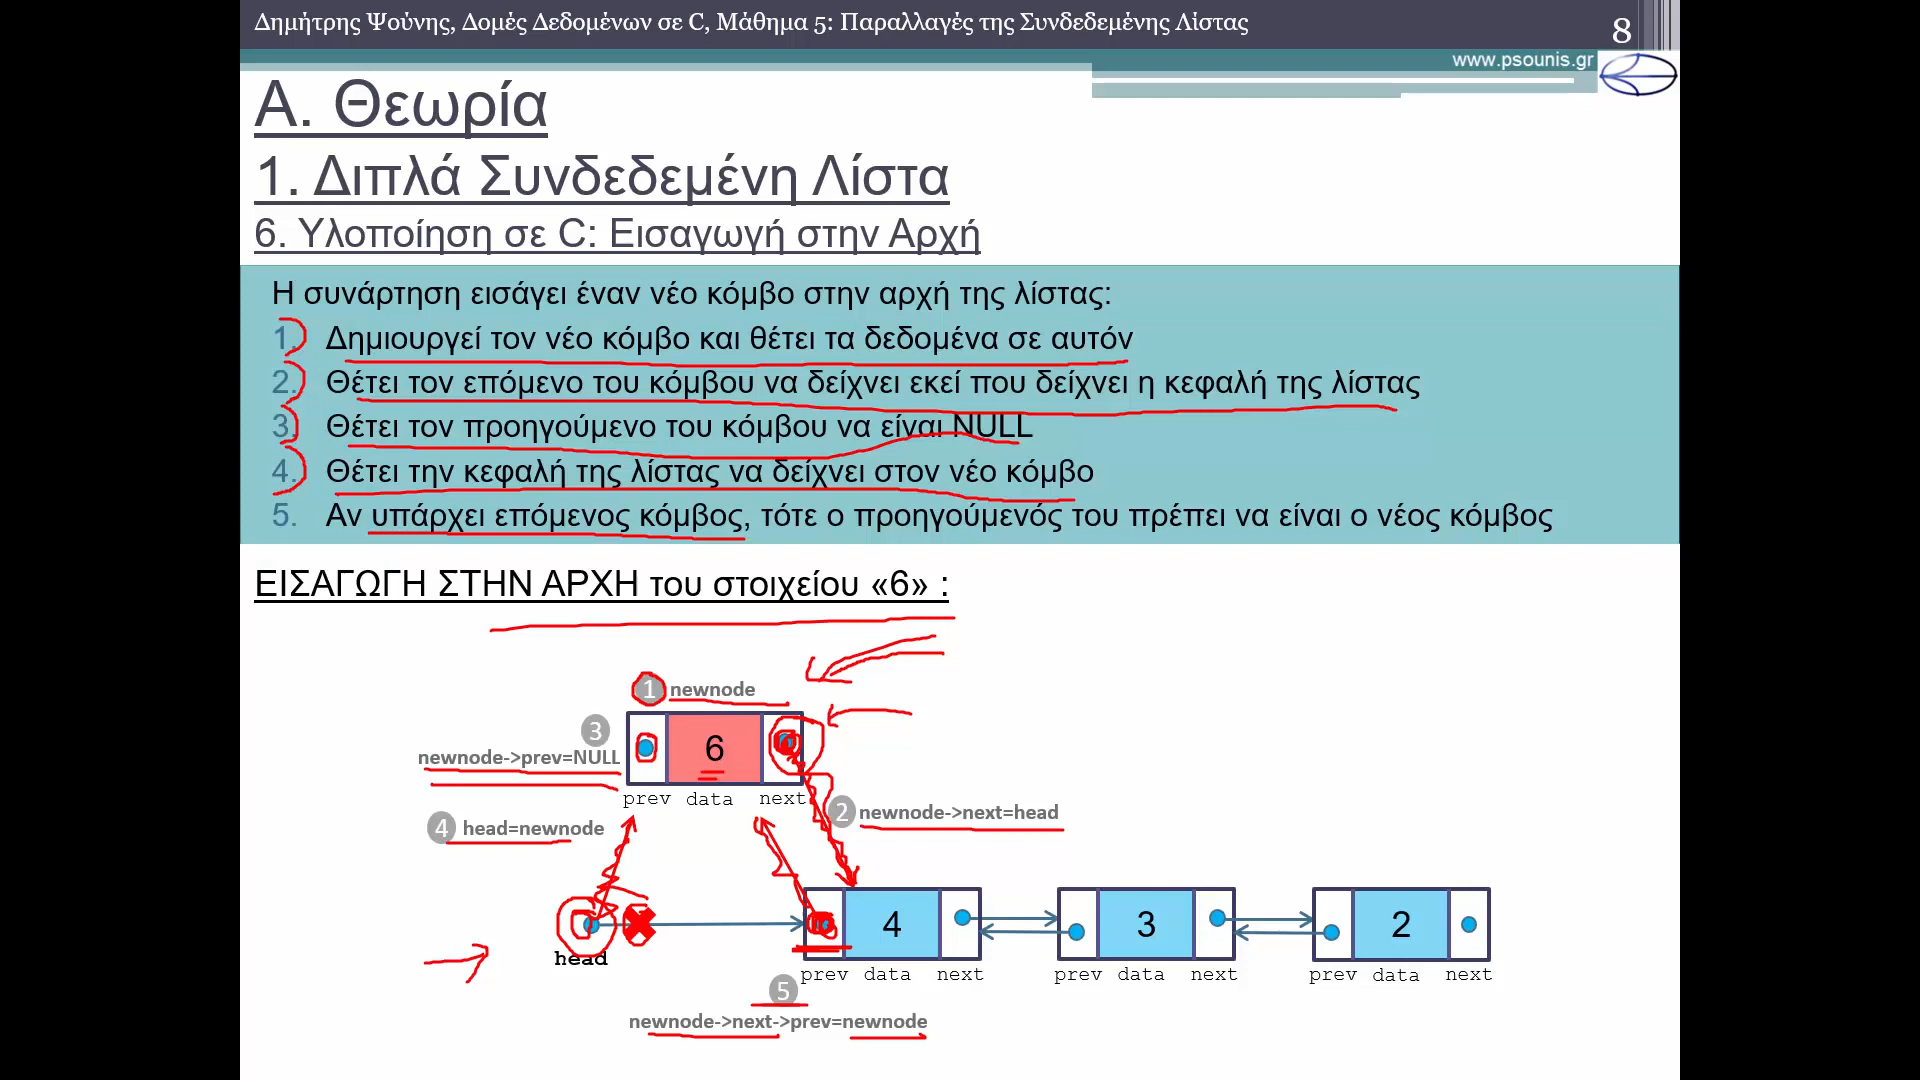 Δημήτρης Ψούνης, Δομές Δεδομένων σε C, Μάθημα 5: Παραλλαγές της Συνδεδεμένης Λίστας
8
www.psounis.gr
Α. Θεωρία
1. Διπλά Συνδεδεμένη Λίστα
6. Υλοποίηση σε C: Εισαγωγή στην Αρχή
Η συνάρτηση εισάγει έναν νέο κόμβο στην αρχή της λίστας:
1. Δημιουργεί τον νέο κόμβο και θέτει τα δεδομένα σε αυτόν
2. Θέτει τον επόμενο του κόμβου να δείχνει εκεί που δείχνει η κεφαλή της λίστας
3. Θέτει τον προηγούμενο του κόμβου να είναι NULL
4. Θέτει την κεφαλή της λίστας να δείχνει στον νέο κόμβο
5. Αν υπάρχει επόμενος κόμβος, τότε ο προηγούμενός του πρέπει να είναι ο νέος κόμβος
ΕΙΣΑΓΩΓΗ ΣΤΗΝ ΑΡΧΗ του στοιχείου «6» :
1 newnode
3
newnode->prev=NULL
6
prev data next
2 newnode->next=head
4 head=newnode
4 3 2
head
prev data next prev data next prev data next
5
newnode->next->prev=newnode